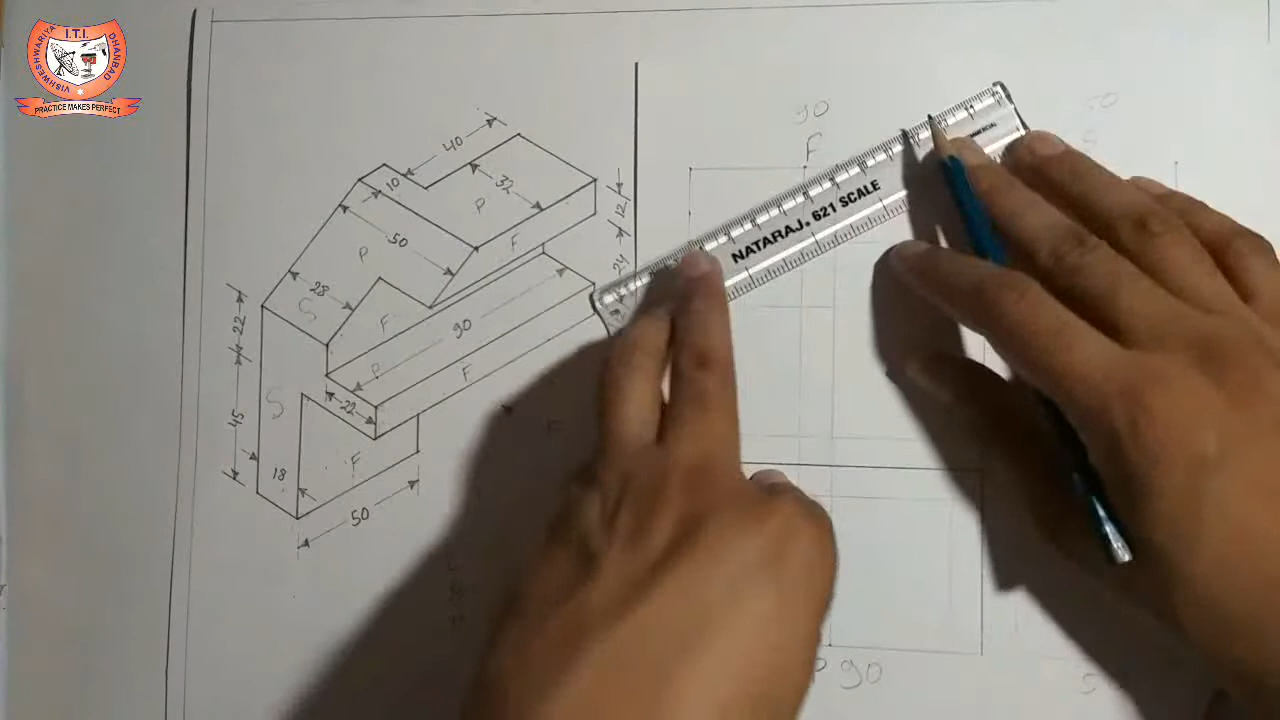 I.T.I.
VISHWESHWARIYA
DHANBAD
PRACTICE MAKES PERFECT
90
50
F
40
10
32
P
12
50
F
P
24
28
S
F
22
90
P
F
S
22
45
F
18
50
NATARAJ. 621 SCALE
90